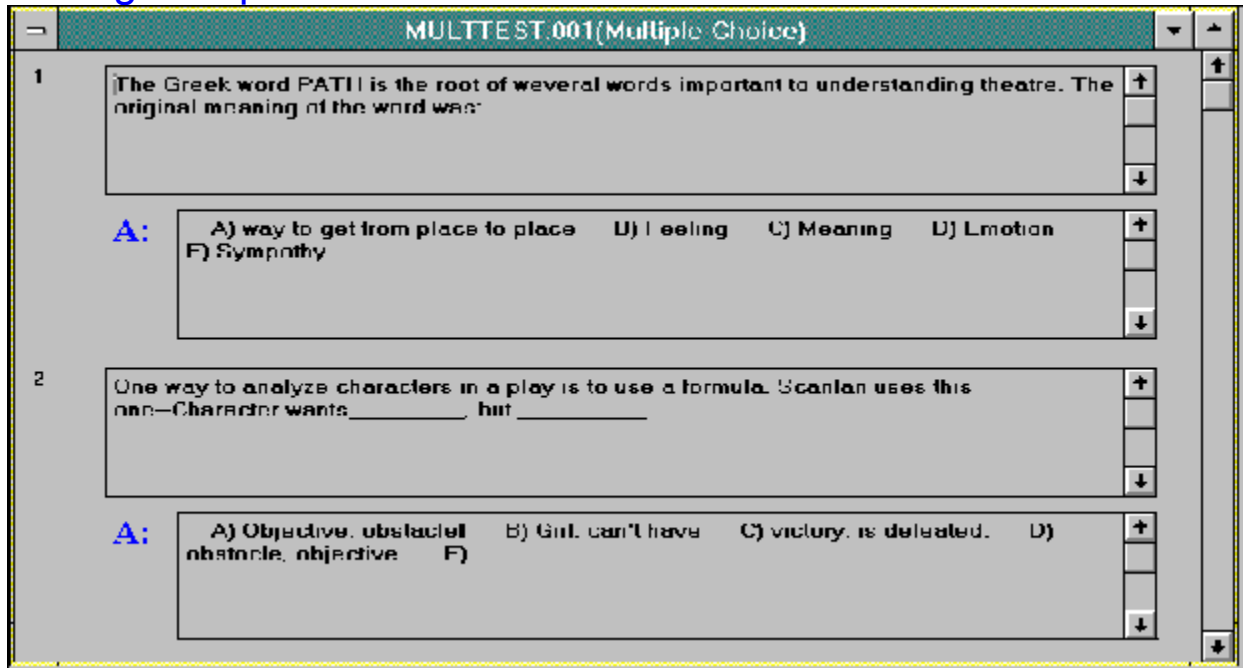 MULTTEST.001(Multiple Choice)
1
The Greek word PATH is the root of weveral words important to understanding theatre. The
original meaning of the word was:
A:
A) way to get from place to place B) Feeling C) Meaning D) Emotion
E) Sympathy
2
One way to analyze characters in a play is to use a formula. Scanlan uses this
one--Character wants_________, but _________
A:
A) Objective, obstaclel B) Girl, can't have C) victory, is defeated. D)
obstacle, objective E)